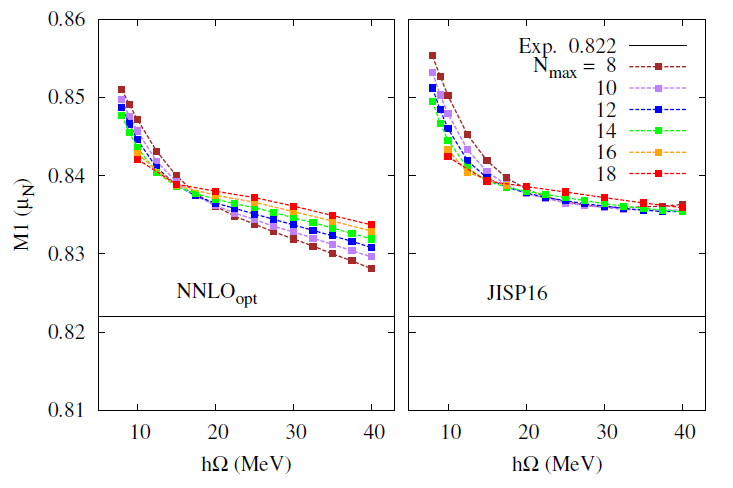 0.86
0.85
0.84
0.83
0.82
0.81
M1 (μN)
NNLOopt
10 20 30 40
hΩ (MeV)
Exp. 0.822
Nmax = 8
10
12
14
16
18
JISP16
10 20 30 40
hΩ (MeV)